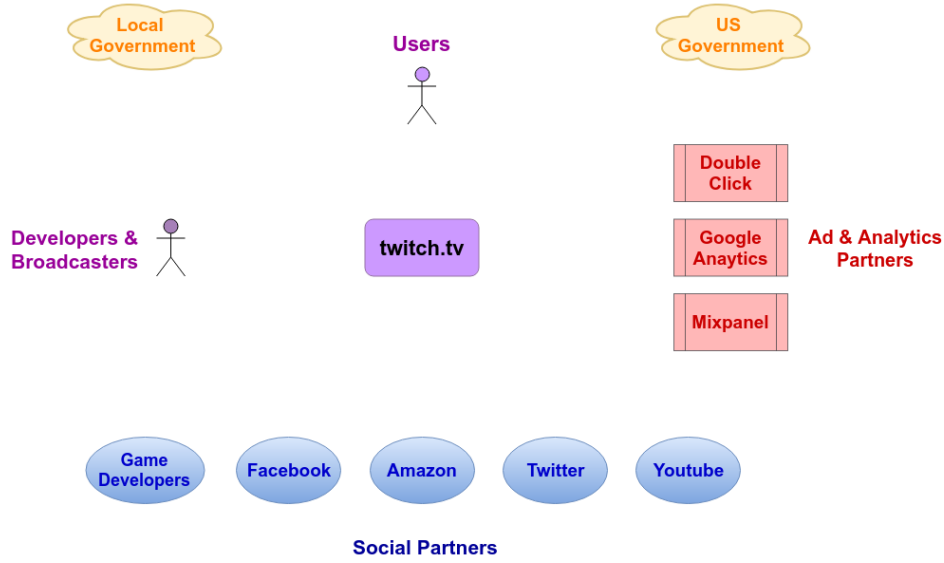 Local
Government
Users
US
Government
Double
Click
Developers &
Broadcasters
twitch.tv
Google
Anaytics
Ad & Analytics
Partners
Mixpanel
Game
Developers
Facebook
Amazon
Twitter
Youtube
Social Partners